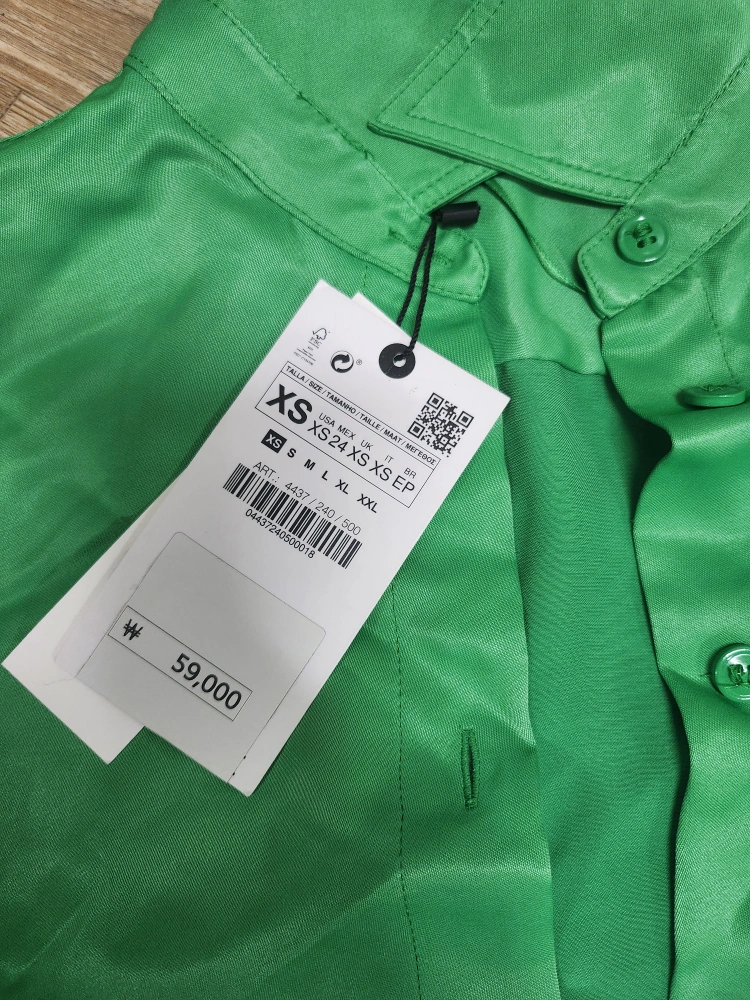 FSC
®
TALLA / SIZE / TAMANHO / TAILLE / MAAT / ΜΕΓΕΘΟΣ
XS
USA MEX UK IT BR
XS 24 XS XS EP
XS S M L XL XXL
ART.: 4437 / 240 / 500
04437240500018
₩
59,000